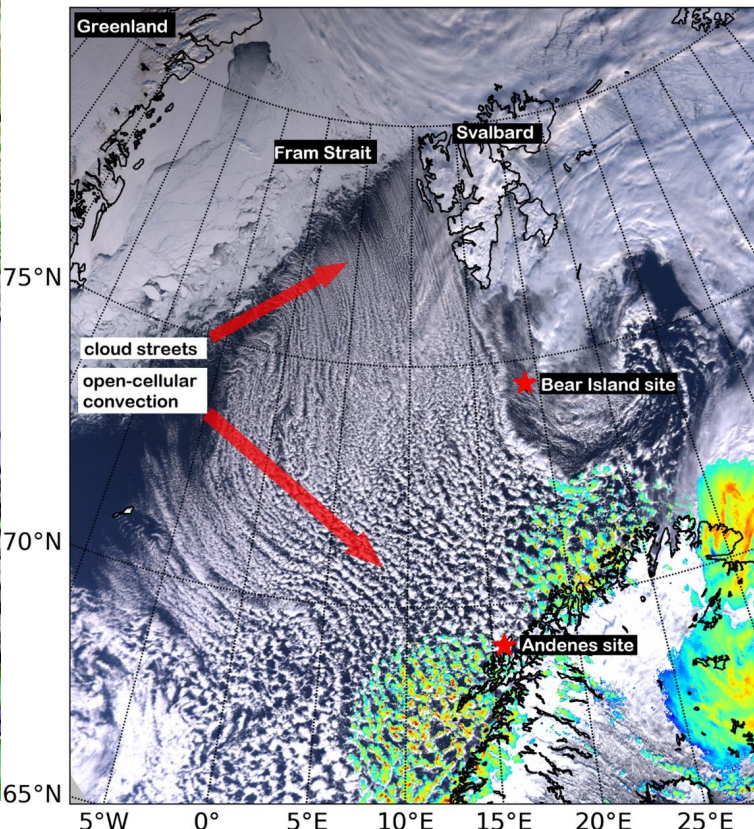 Greenland
Svalbard
Fram Strait
75°N
cloud streets
open-cellular
convection
Bear Island site
70°N
Andenes site
65°N
5°W 0° 5°E 10°E 15°E 20°E 25°E